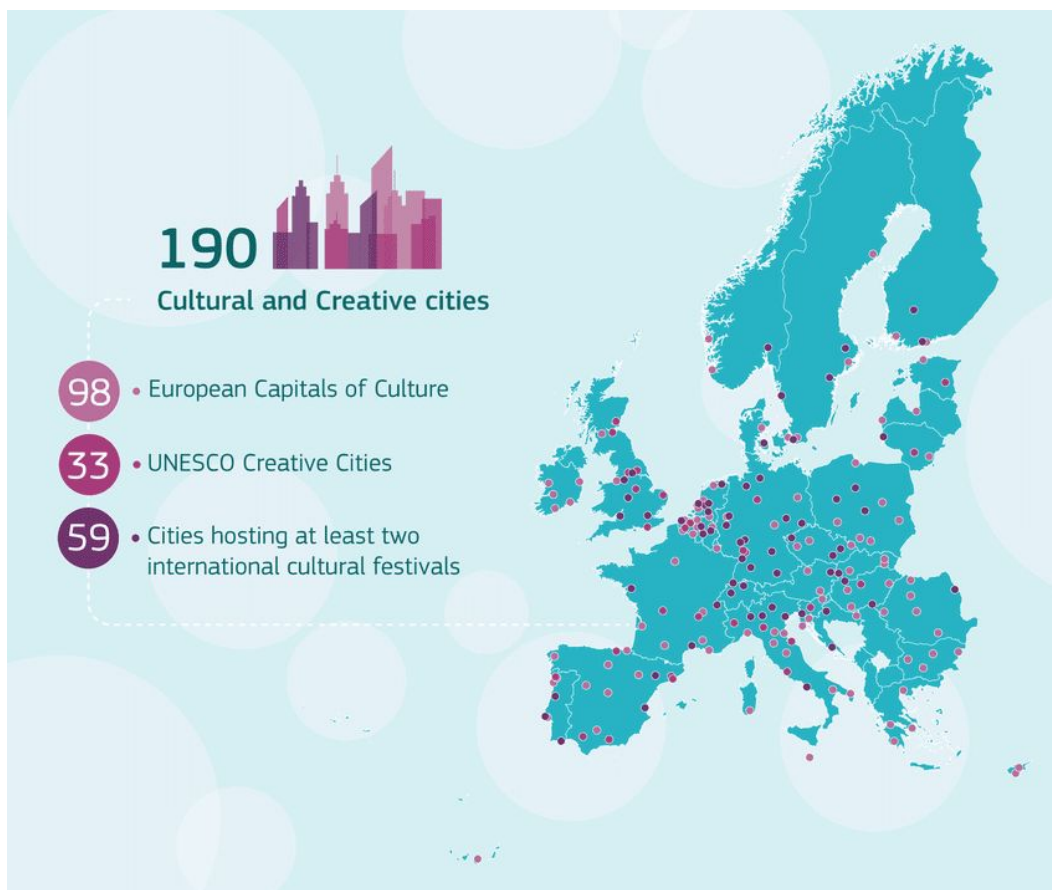 190
Cultural and Creative cities
98 • European Capitals of Culture
33 • UNESCO Creative Cities
59 • Cities hosting at least two
international cultural festivals